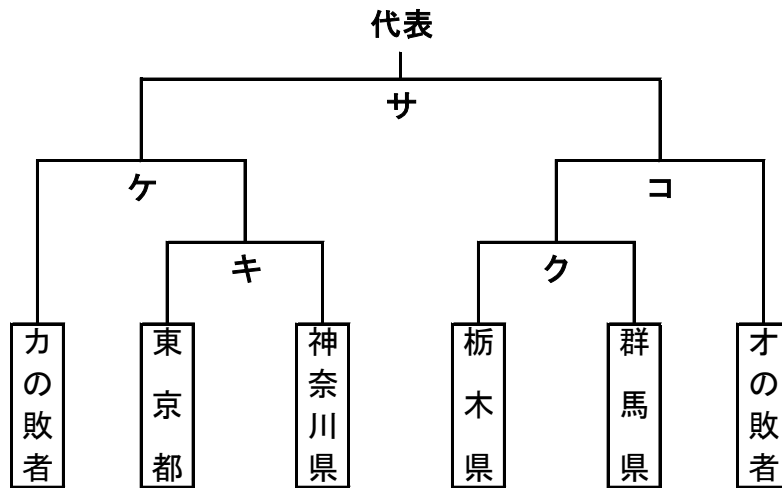 代表
サ
ケ
コ
キ
ク
カの敗者
東京都
神奈川県
栃木県
群馬県
オの敗者